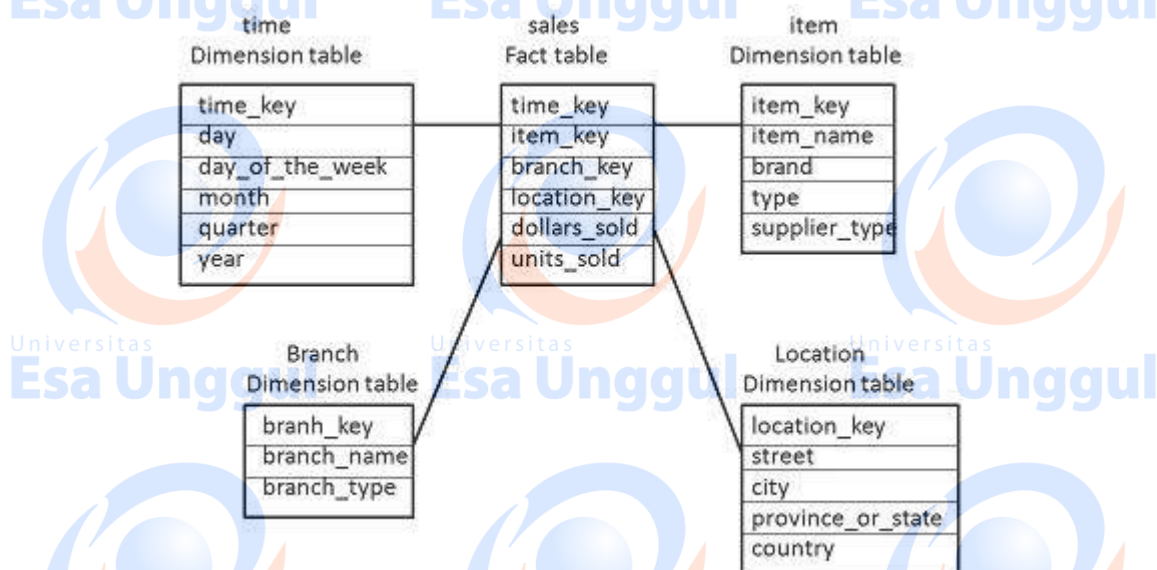 Esa Unggul
Esa Unggul
Esa Unggul
time
Dimension table
time_key
day
day_of_the_week
month
quarter
year
sales
Fact table
time_key
item_key
branch_key
location_key
dollars_sold
units_sold
item
Dimension table
item_key
item_name
brand
type
supplier_type
Universitas
Esa Unggul
Universitas
Esa Unggul
Universitas
Esa Unggul
Branch
Dimension table
branh_key
branch_name
branch_type
Location
Dimension table
location_key
street
city
province_or_state
country